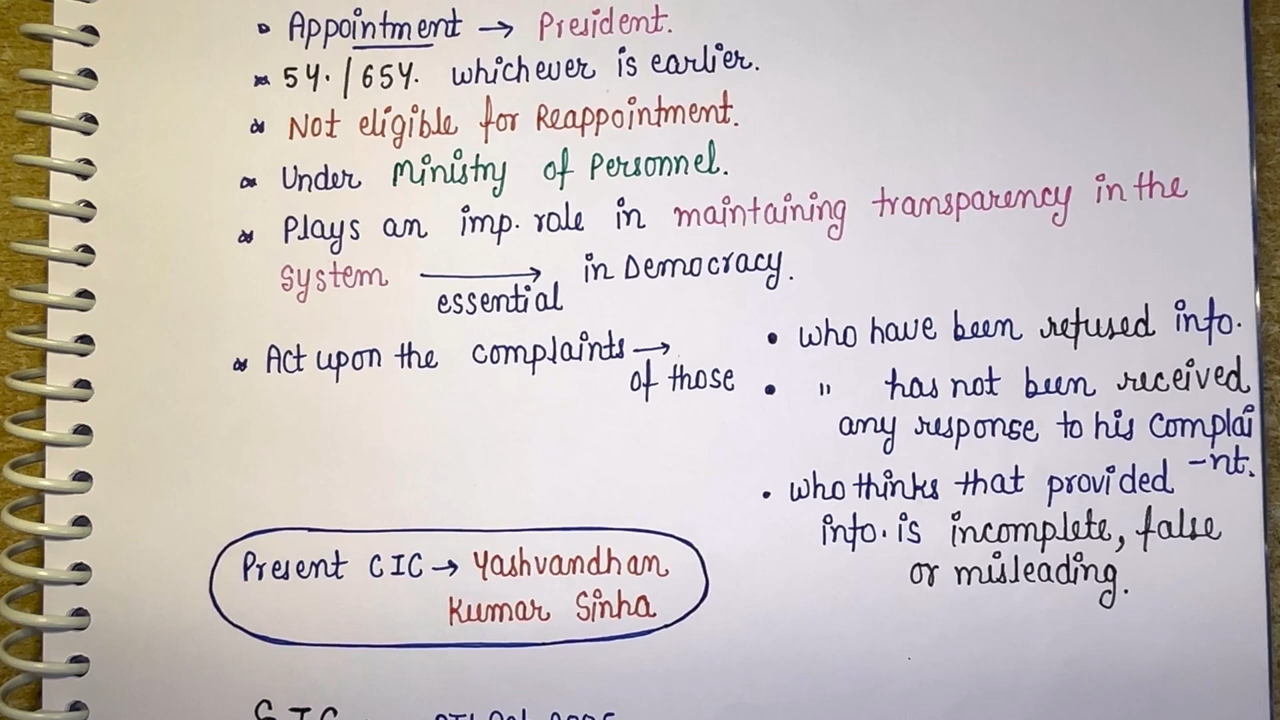 Appointment → President.
5Y. / 65Y. whichever is earlier.
Not eligible for Reappointment.
Under Ministry of Personnel.
Plays an imp. role in maintaining transparency in the
System → in Democracy.
essential
Act upon the complaints →
of those
• who have been refused info.
• " has not been received
any response to his complai
-nt.
• who thinks that provided
info. is incomplete, false
or misleading.
Present CIC → Yashvandhan
Kumar Sinha